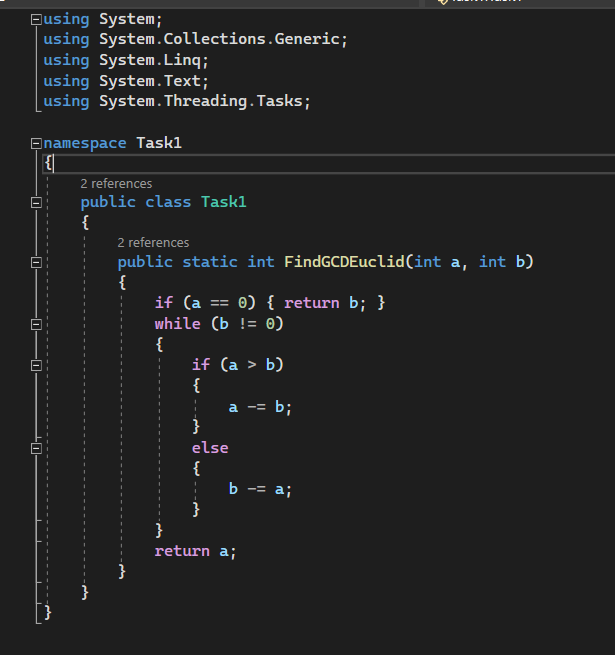 using System;
using System.Collections.Generic;
using System.Linq;
using System.Text;
using System.Threading.Tasks;
namespace Task1
{
2 references
public class Task1
{
2 references
public static int FindGCDEuclid(int a, int b)
{
if (a == 0) { return b; }
while (b != 0)
{
if (a > b)
{
a -= b;
}
else
{
b -= a;
}
}
return a;
}
}
}